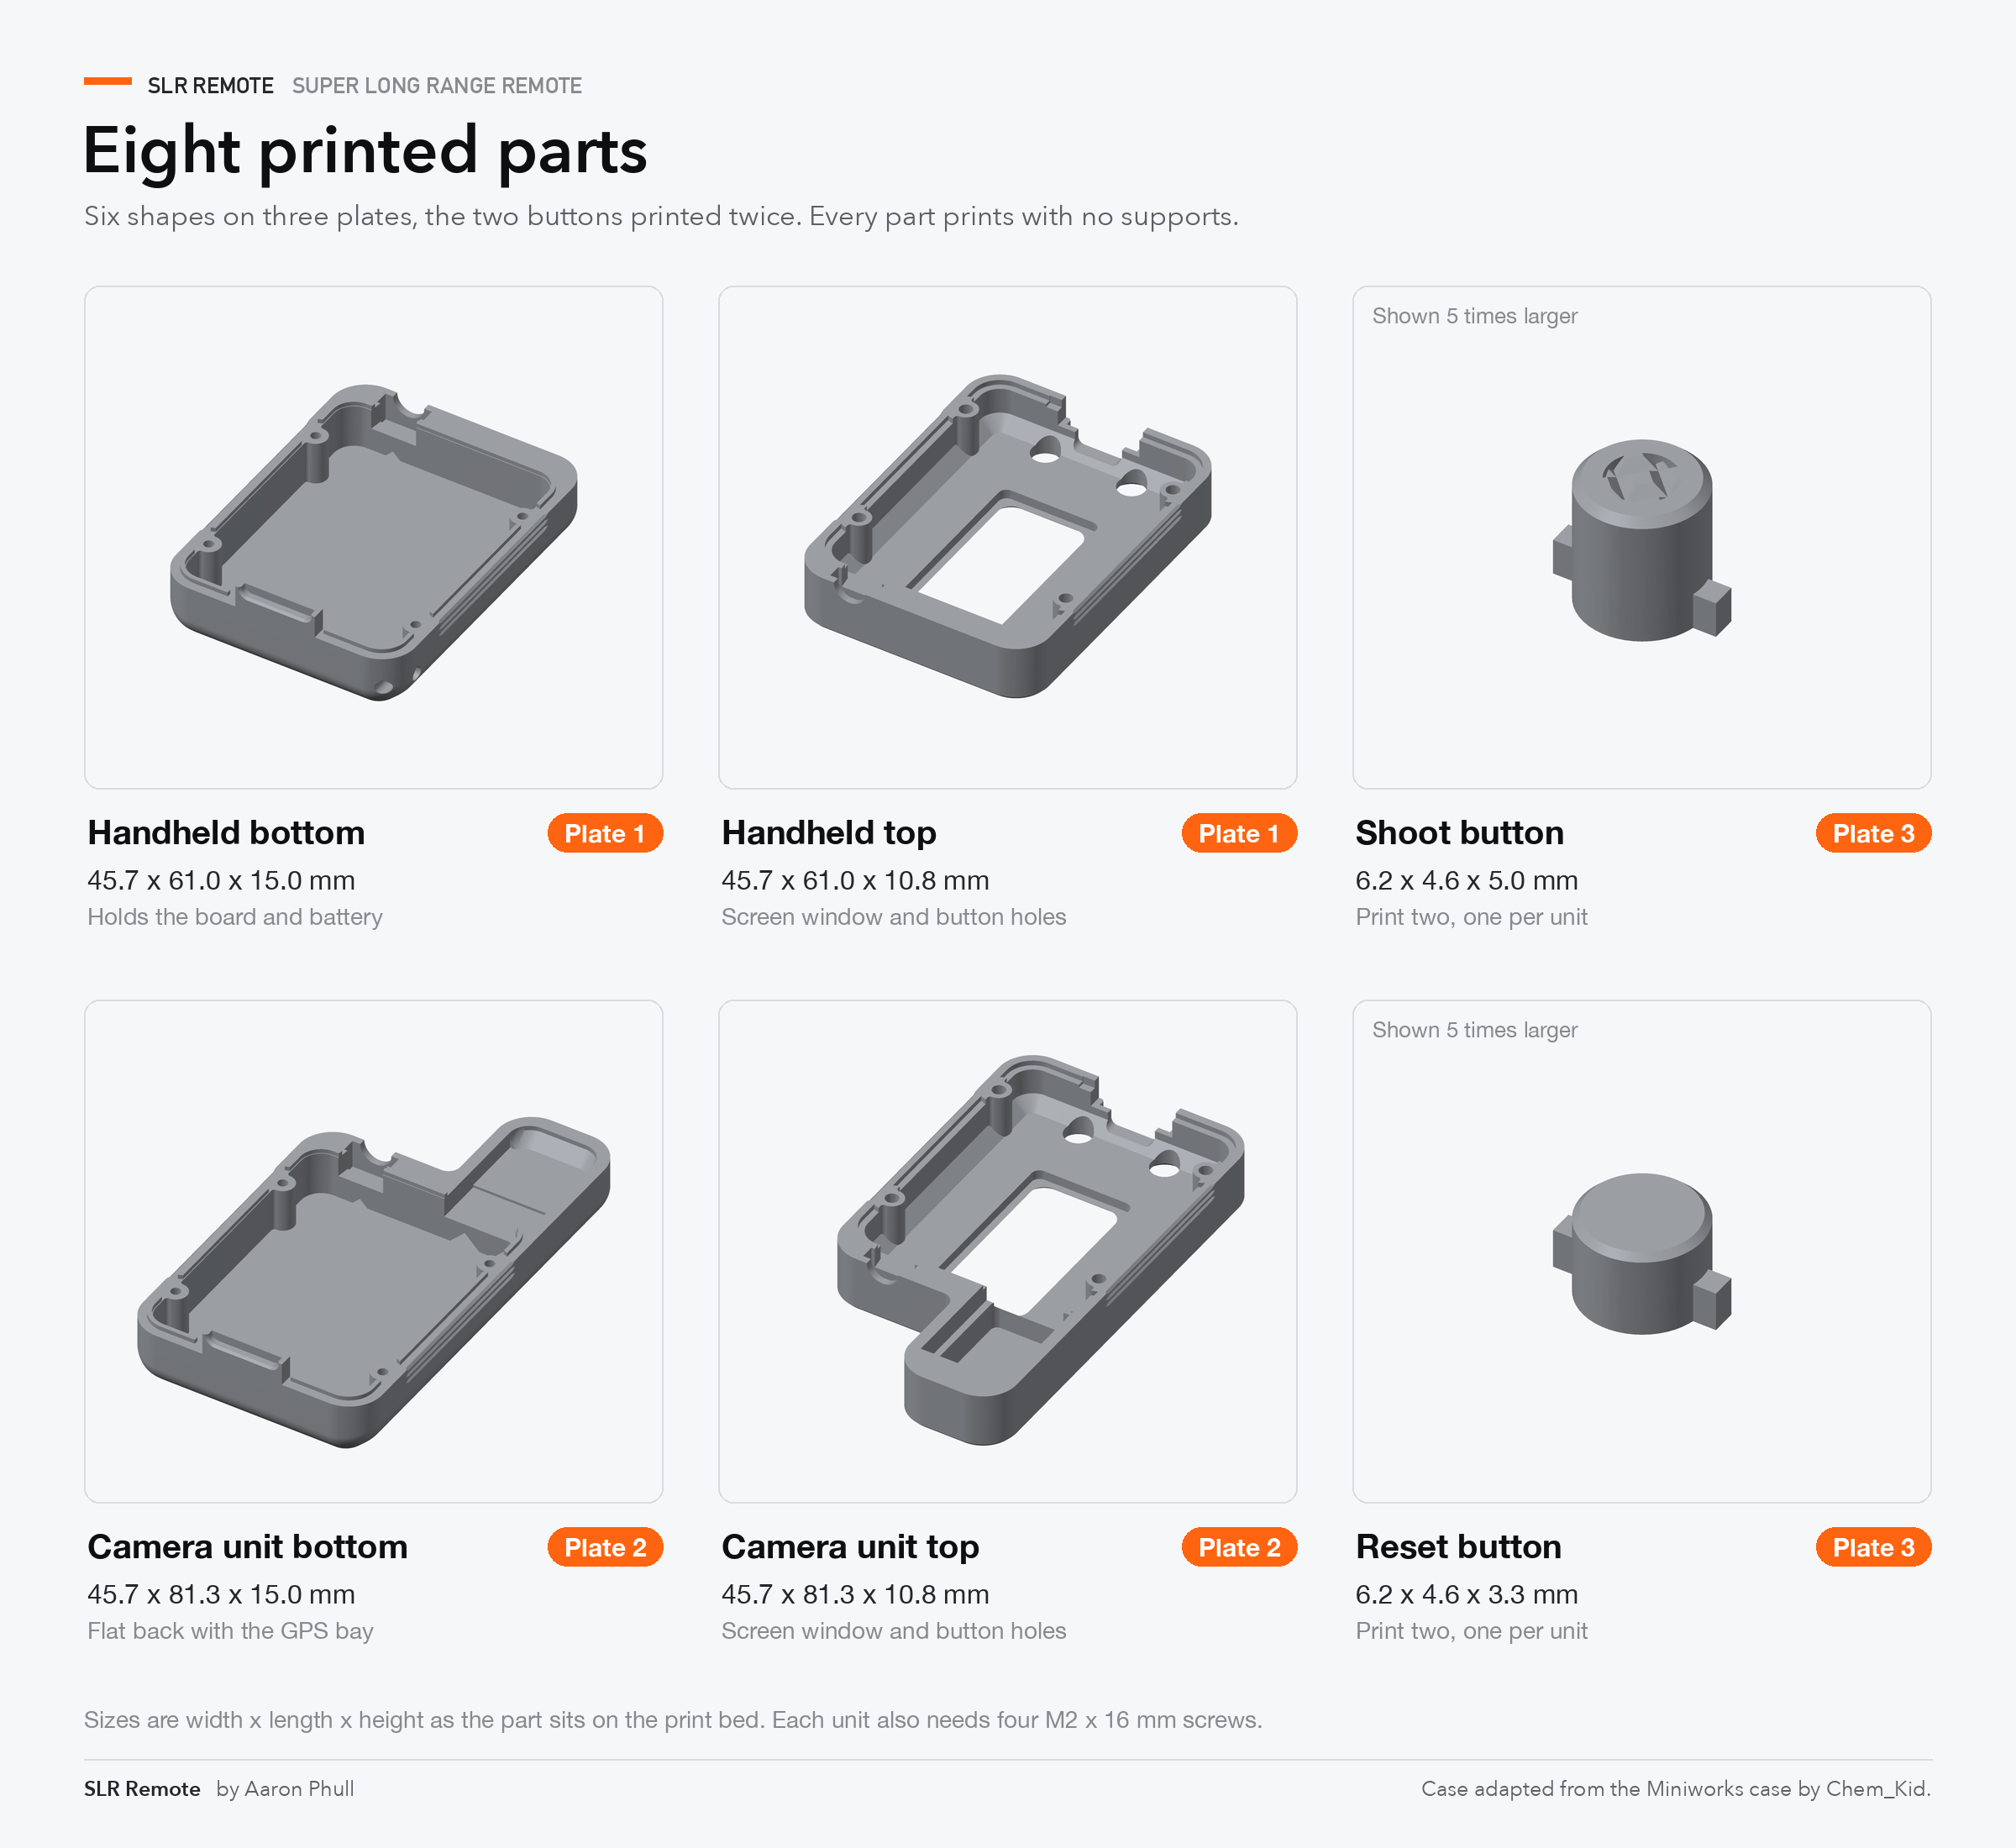 SLR REMOTE SUPER LONG RANGE REMOTE
Eight printed parts
Six shapes on three plates, the two buttons printed twice. Every part prints with no supports.
Handheld bottom Plate 1
45.7 x 61.0 x 15.0 mm
Holds the board and battery
Handheld top Plate 1
45.7 x 61.0 x 10.8 mm
Screen window and button holes
Shown 5 times larger
Shoot button Plate 3
6.2 x 4.6 x 5.0 mm
Print two, one per unit
Camera unit bottom Plate 2
45.7 x 81.3 x 15.0 mm
Flat back with the GPS bay
Camera unit top Plate 2
45.7 x 81.3 x 10.8 mm
Screen window and button holes
Shown 5 times larger
Reset button Plate 3
6.2 x 4.6 x 3.3 mm
Print two, one per unit
Sizes are width x length x height as the part sits on the print bed. Each unit also needs four M2 x 16 mm screws.
SLR Remote by Aaron Phull
Case adapted from the Miniworks case by Chem_Kid.